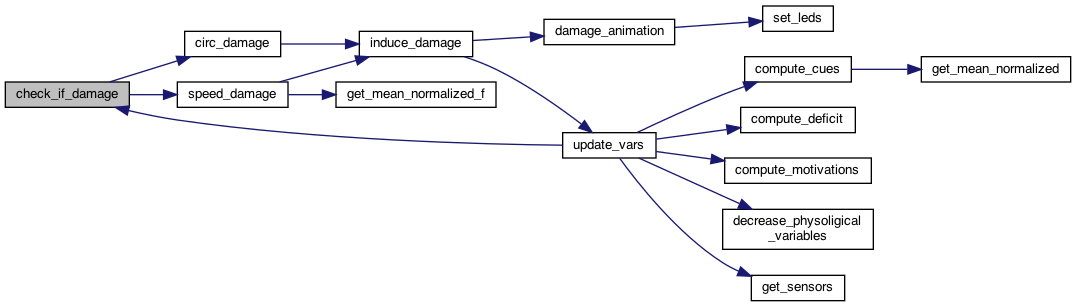 set_leds
damage_animation
circ_damage
induce_damage
compute_cues
get_mean_normalized
check_if_damage
speed_damage
get_mean_normalized_f
compute_deficit
update_vars
compute_motivations
decrease_physoligical
_variables
get_sensors